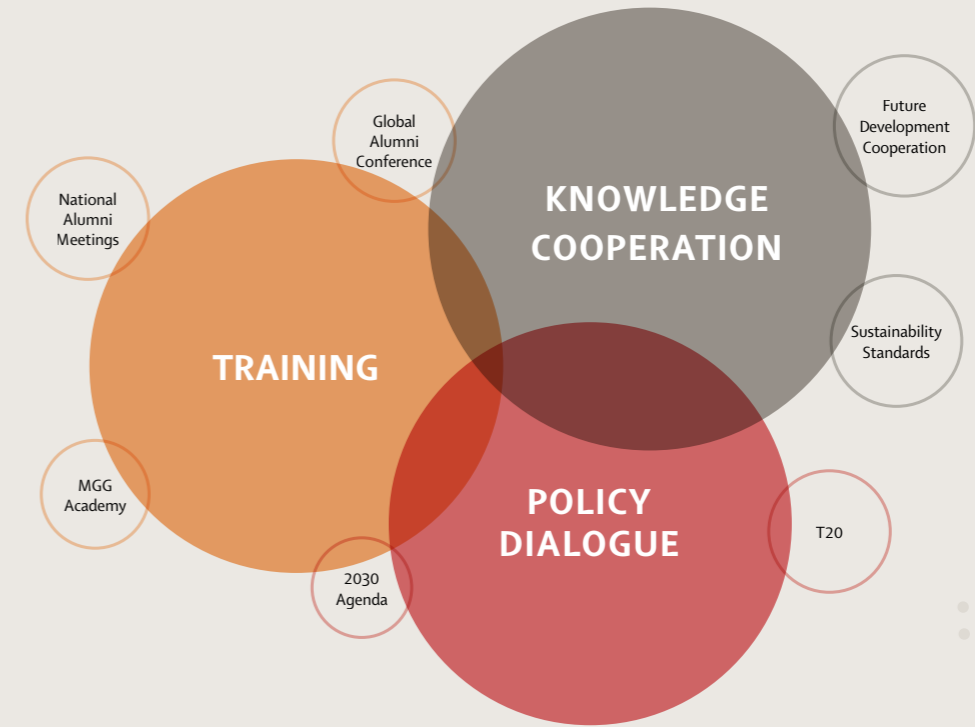 Future
Development
Cooperation
Global
Alumni
Conference
KNOWLEDGE
COOPERATION
National
Alumni
Meetings
Sustainability
Standards
TRAINING
MGG
Academy
POLICY
DIALOGUE
T20
2030
Agenda